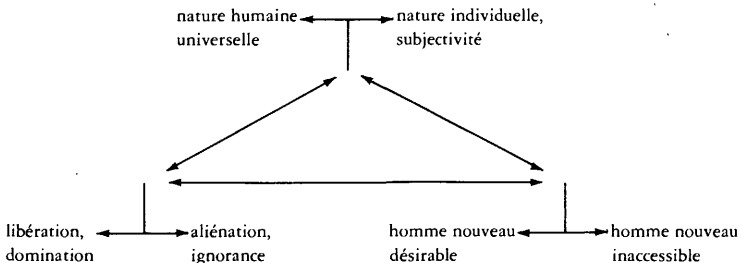 nature humaine
universelle
nature individuelle,
subjectivité
libération,
domination
aliénation,
ignorance
homme nouveau
désirable
homme nouveau
inaccessible